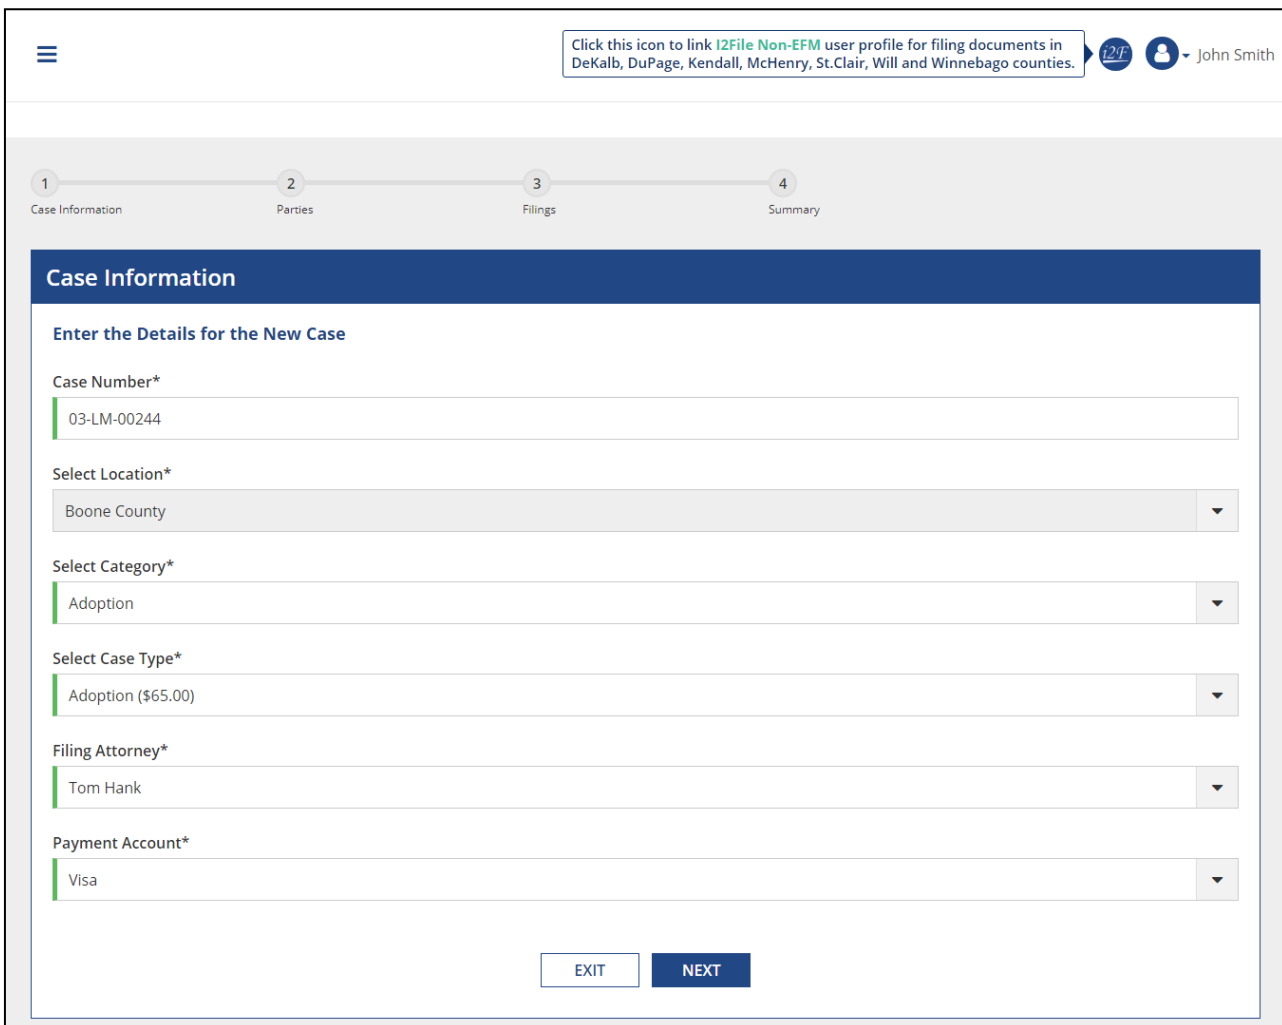 Click this icon to link I2File Non-EFM user profile for filing documents in
DeKalb, DuPage, Kendall, McHenry, St.Clair, Will and Winnebago counties.
i2F
John Smith
1
2
3
4
Case Information
Parties
Filings
Summary
Case Information
Enter the Details for the New Case
Case Number*
03-LM-00244
Select Location*
Boone County
Select Category*
Adoption
Select Case Type*
Adoption ($65.00)
Filing Attorney*
Tom Hank
Payment Account*
Visa
EXIT
NEXT